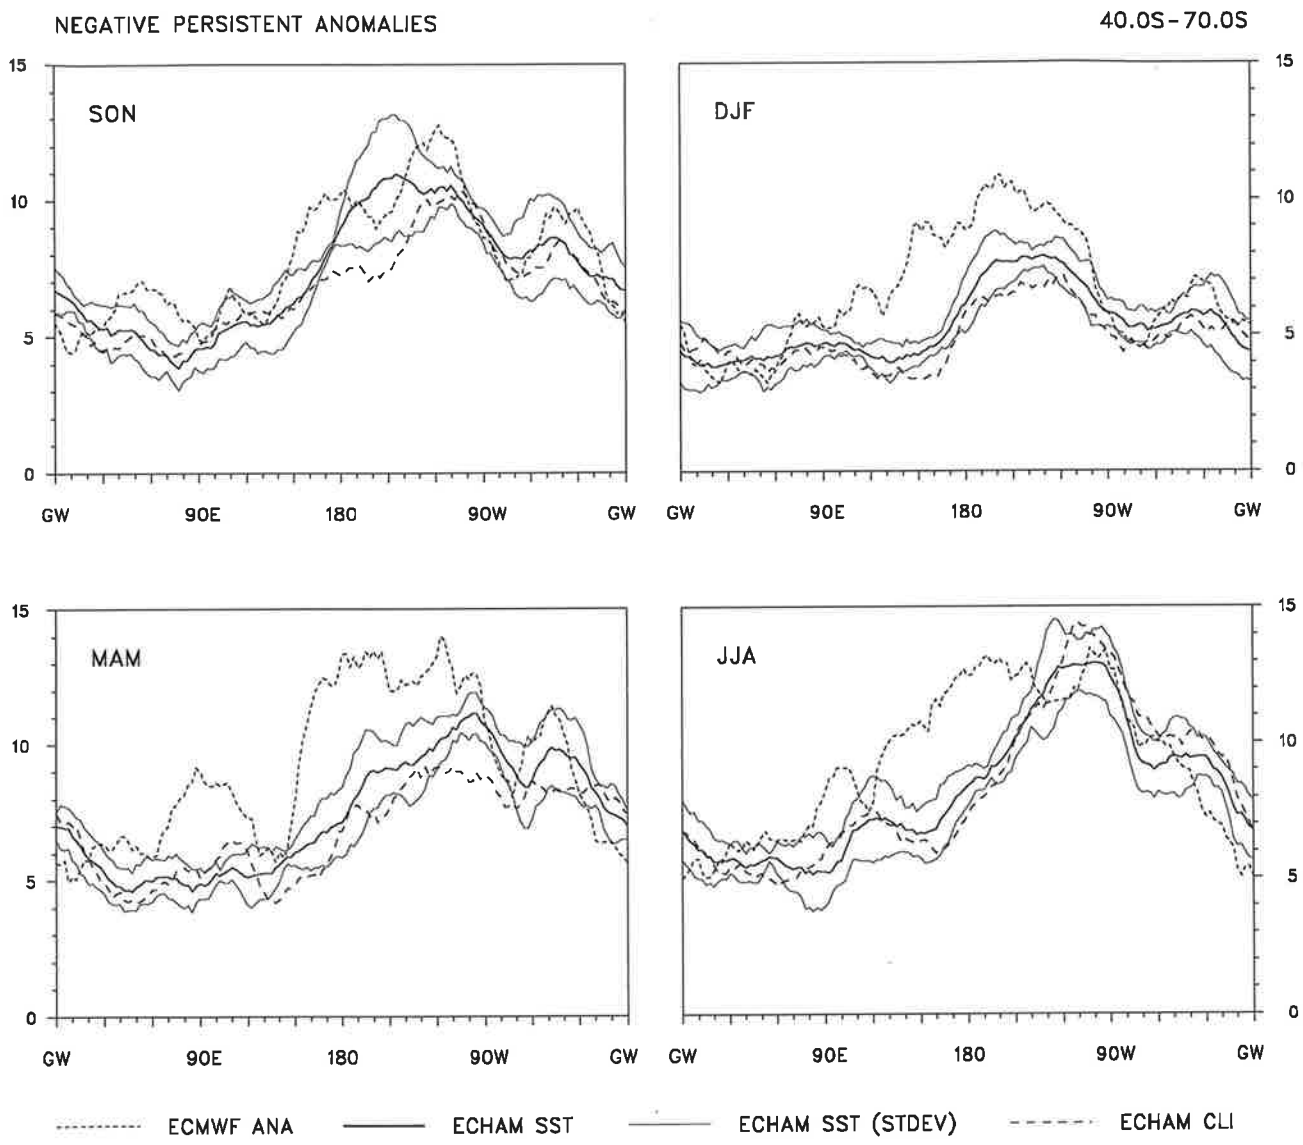 NEGATIVE PERSISTENT ANOMALIES 40.0S-70.0S
15 15
SON DJF
10 10
5 5
0 0
GW 90E 180 90W GW GW 90E 180 90W GW
15 15
MAM JJA
10 10
5 5
0 0
GW 90E 180 90W GW GW 90E 180 90W GW
ECMWF ANA ECHAM SST ECHAM SST (STDEV) ECHAM CLI